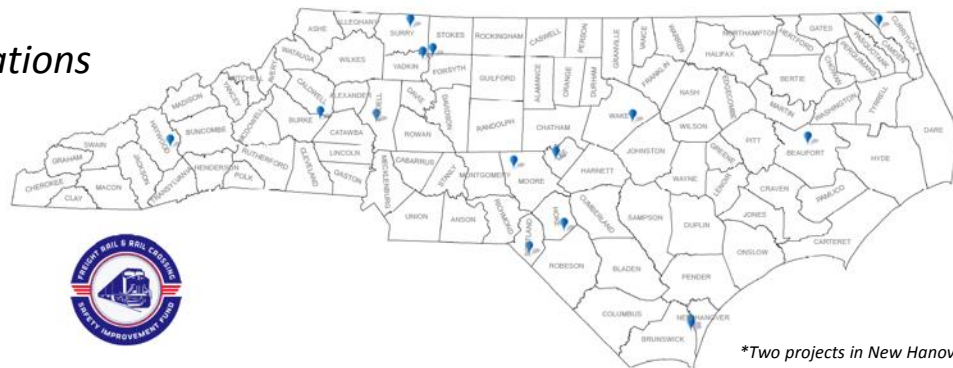 ations
ASHE
ALLEGHANY
SURRY
STOKES
ROCKINGHAM
CASWELL
PERSON
GRANVILLE
VANCE
WARREN
NORTHAMPTON
HERTFORD
GATES
CURRITUCK
CAMDEN
PASQUOTANK
PERQUIMANS
CHOWAN
WATAUGA
WILKES
YADKIN
FORSYTH
GUILFORD
ALAMANCE
ORANGE
DURHAM
FRANKLIN
HALIFAX
BERTIE
MITCHELL
AVERY
CALDWELL
ALEXANDER
DAVIE
DAVIDSON
NASH
EDGECOMBE
MARTIN
WASHINGTON
TYRRELL
DARE
MADISON
YANCEY
MCDOWELL
BURKE
CATAWBA
ROWAN
RANDOLPH
CHATHAM
WAKE
WILSON
PITT
BEAUFORT
HYDE
HAYWOOD
BUNCOMBE
SWAIN
GRAHAM
JACKSON
RUTHERFORD
CLEVELAND
LINCOLN
GASTON
CABARRUS
STANLY
MONTGOMERY
MOORE
HARNETT
JOHNSTON
WAYNE
GREENE
LENOIR
CRAVEN
PAMLICO
CHEROKEE
CLAY
MACON
TRANSYLVANIA
HENDERSON
POLK
MECKLENBURG
UNION
ANSON
RICHMOND
HOKE
CUMBERLAND
SAMPSON
DUPLIN
JONES
CARTERET
ONSLOW
ROBESON
BLADEN
PENDER
COLUMBUS
BRUNSWICK
FREIGHT RAIL & RAIL CROSSING
SAFETY IMPROVEMENT FUND
*Two projects in New Hanov